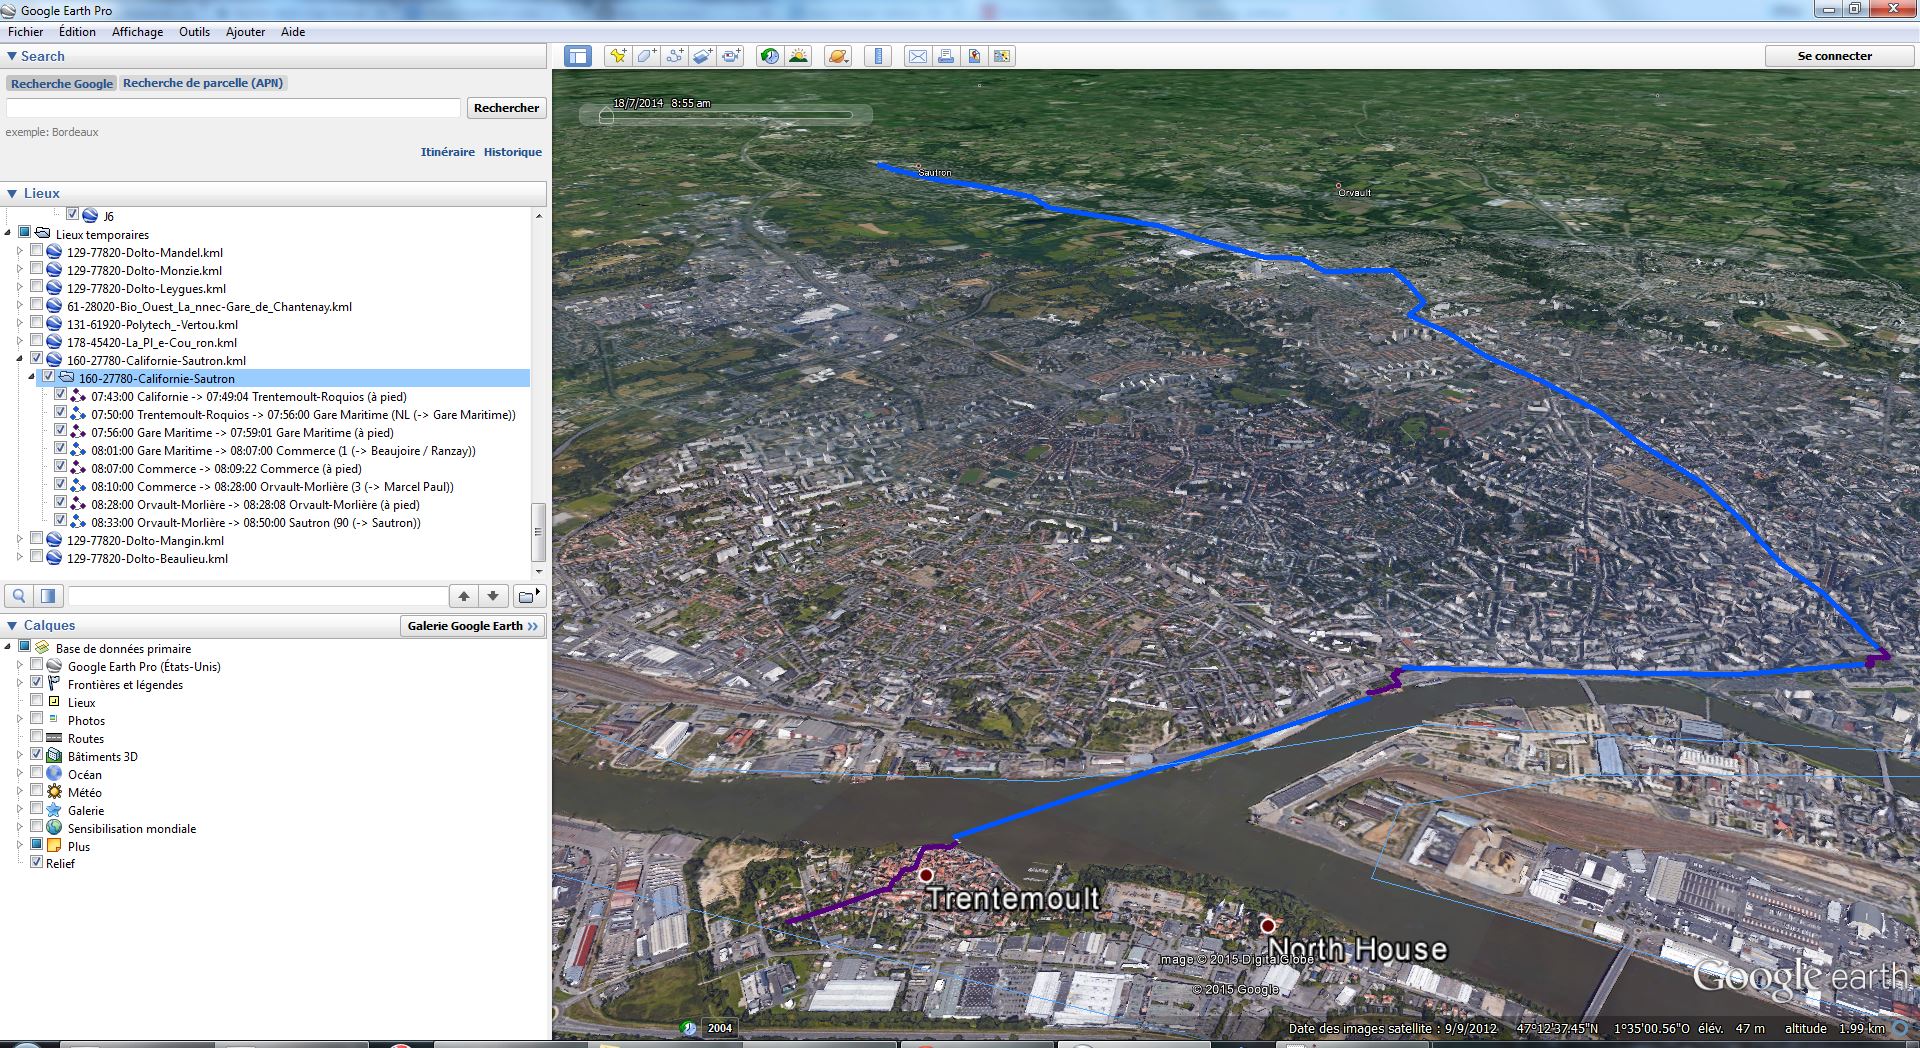 Google Earth Pro
Fichier Édition Affichage Outils Ajouter Aide
Search
Recherche Google Recherche de parcelle (APN)
Rechercher
exemple: Bordeaux
Itinéraire Historique
Lieux
J6
Lieux temporaires
129-77820-Dolto-Mandel.kml
129-77820-Dolto-Monzie.kml
129-77820-Dolto-Leygues.kml
61-28020-Bio_Ouest_La_nnec-Gare_de_Chantenay.kml
131-61920-Polytech_-Vertou.kml
178-45420-La_Pl_e-Cou_ron.kml
160-27780-Californie-Sautron.kml
160-27780-Californie-Sautron
07:43:00 Californie -> 07:49:04 Trentemoult-Roquios (à pied)
07:50:00 Trentemoult-Roquios -> 07:56:00 Gare Maritime (NL (-> Gare Maritime))
07:56:00 Gare Maritime -> 07:59:01 Gare Maritime (à pied)
08:01:00 Gare Maritime -> 08:07:00 Commerce (1 (-> Beaujoire / Ranzay))
08:07:00 Commerce -> 08:09:22 Commerce (à pied)
08:10:00 Commerce -> 08:28:00 Orvault-Morlière (3 (-> Marcel Paul))
08:28:00 Orvault-Morlière -> 08:28:08 Orvault-Morlière (à pied)
08:33:00 Orvault-Morlière -> 08:50:00 Sautron (90 (-> Sautron))
129-77820-Dolto-Mangin.kml
129-77820-Dolto-Beaulieu.kml
Calques
Galerie Google Earth »
Base de données primaire
Google Earth Pro (États-Unis)
Frontières et légendes
Lieux
Photos
Routes
Bâtiments 3D
Océan
Météo
Galerie
Sensibilisation mondiale
Plus
Relief
Se connecter
18/7/2014 8:55 am
Sautron
Orvault
Trentemoult
North House
Image © 2015 DigitalGlobe
© 2015 Google
Google earth
2004
Date des images satellite : 9/9/2012 47°12'37.45"N 1°35'00.56"O élév. 47 m altitude 1.99 km